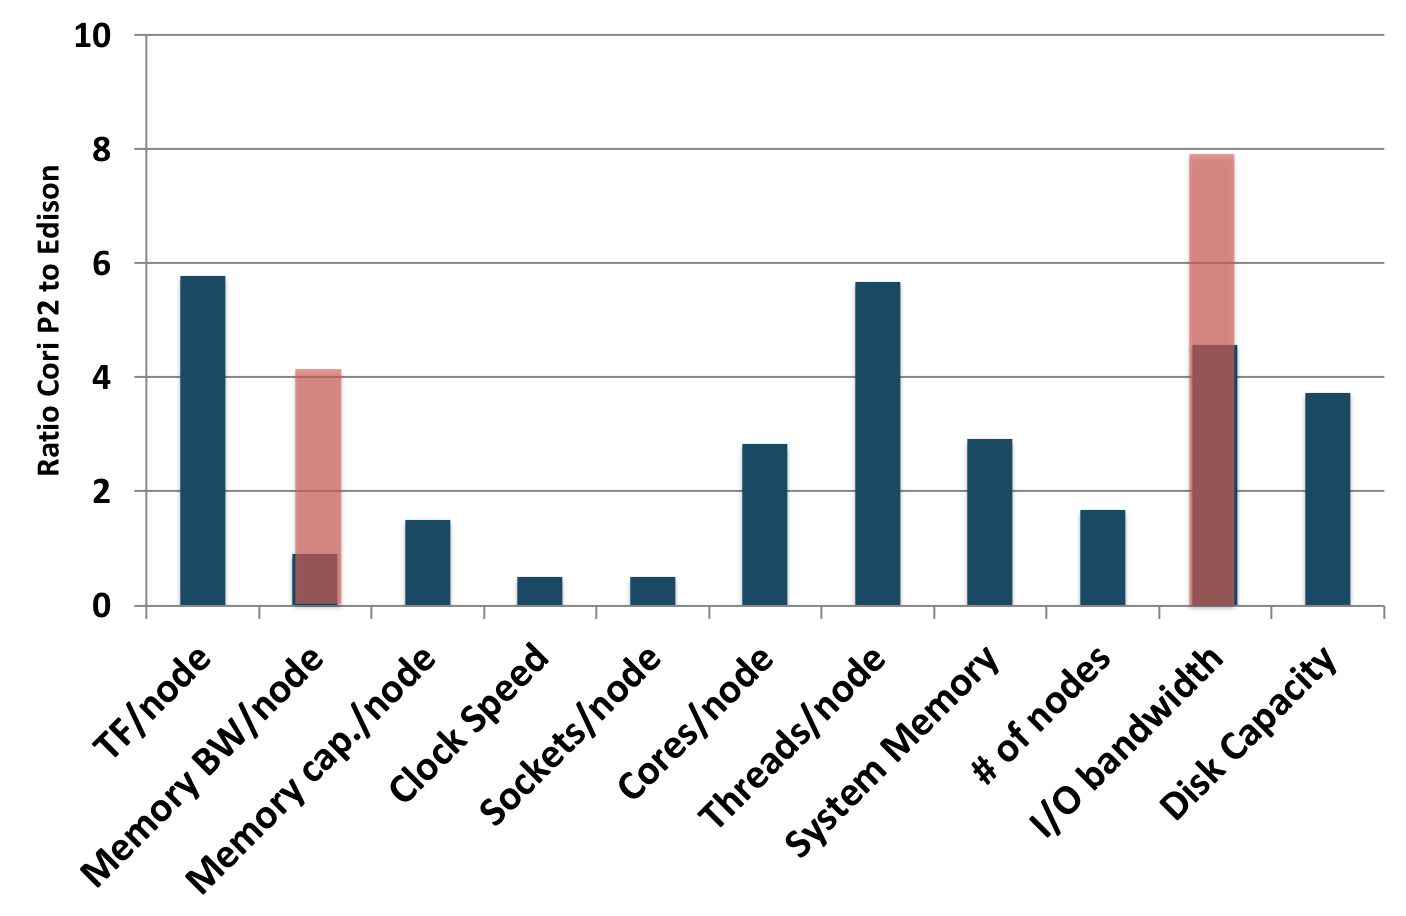 10
8
6
4
2
0
Ratio Cori P2 to Edison
TF/node
Memory BW/node
Memory cap./node
Clock Speed
Sockets/node
Cores/node
Threads/node
System Memory
# of nodes
I/O bandwidth
Disk Capacity